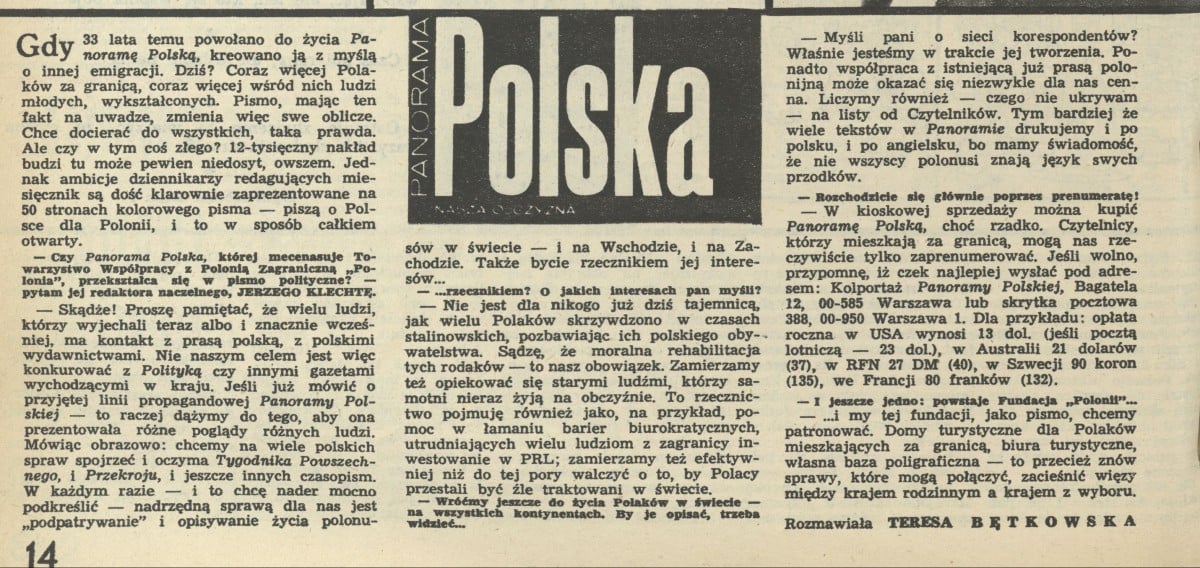 Gdy 33 lata temu powołano do życia Pa-
noramę Polską, kreowano ją z myślą
o innej emigracji. Dziś? Coraz więcej Pola-
ków za granicą, coraz więcej wśród nich ludzi
młodych, wykształconych. Pismo, mając ten
fakt na uwadze, zmienia więc swe oblicze.
Chce docierać do wszystkich, taka prawda.
Ale czy w tym coś złego? 12-tysięczny nakład
budzi tu może pewien niedosyt, owszem. Jed-
nak ambicje dziennikarzy redagujących mie-
sięcznik są dość klarownie zaprezentowane na
50 stronach kolorowego pisma — piszą o Pol-
sce dla Polonii, i to w sposób całkiem
otwarty.
— Czy Panorama Polska, której mecenasuje To-
warzystwo Współpracy z Polonią Zagraniczną „Po-
lonia”, przekształca się w pismo polityczne? —
pytam jej redaktora naczelnego, JERZEGO KLECHTĘ.
— Skądże! Proszę pamiętać, że wielu ludzi,
którzy wyjechali teraz albo i znacznie wcześ-
niej, ma kontakt z prasą polską, z polskimi
wydawnictwami. Nie naszym celem jest więc
konkurować z Polityką czy innymi gazetami
wychodzącymi w kraju. Jeśli już mówić o
przyjętej linii propagandowej Panoramy Pol-
skiej — to raczej dążymy do tego, aby ona
prezentowała różne poglądy różnych ludzi.
Mówiąc obrazowo: chcemy na wiele polskich
spraw spojrzeć i oczyma Tygodnika Powszech-
nego, i Przekroju, i jeszcze innych czasopism.
W każdym razie — i to chcę nader mocno
podkreślić — nadrzędną sprawą dla nas jest
„podpatrywanie” i opisywanie życia polonu-
14
PANORAMA
Polska
NASZA OJCZYZNA
sów w świecie — i na Wschodzie, i na Za-
chodzie. Także bycie rzecznikiem jej intere-
sów...
— ...rzecznikiem? O jakich interesach pan myśli?
— Nie jest dla nikogo już dziś tajemnicą,
jak wielu Polaków skrzywdzono w czasach
stalinowskich, pozbawiając ich polskiego oby-
watelstwa. Sądzę, że moralna rehabilitacja
tych rodaków — to nasz obowiązek. Zamierzamy
też opiekować się starymi ludźmi, którzy sa-
motni nieraz żyją na obczyźnie. To rzecznic-
two pojmuję również jako, na przykład, po-
moc w łamaniu barier biurokratycznych,
utrudniających wielu ludziom z zagranicy in-
westowanie w PRL; zamierzamy też efektyw-
niej niż do tej pory walczyć o to, by Polacy
przestali być źle traktowani w świecie.
— Wróćmy jeszcze do życia Polaków w świecie —
na wszystkich kontynentach. By je opisać, trzeba
widzieć...
— Myśli pani o sieci korespondentów?
Właśnie jesteśmy w trakcie jej tworzenia. Po-
nadto współpraca z istniejącą już prasą polo-
nijną może okazać się niezwykle dla nas cen-
na. Liczymy również — czego nie ukrywam
— na listy od Czytelników. Tym bardziej że
wiele tekstów w Panoramie drukujemy i po
polsku, i po angielsku, bo mamy świadomość,
że nie wszyscy polonusi znają język swych
przodków.
— Rozchodzicie się głównie poprzez prenumeratę!
— W kioskowej sprzedaży można kupić
Panoramę Polską, choć rzadko. Czytelnicy,
którzy mieszkają za granicą, mogą nas rze-
czywiście tylko zaprenumerować. Jeśli wolno,
przypomnę, iż czek najlepiej wysłać pod adre-
sem: Kolportaż Panoramy Polskiej, Bagatela
12, 00-585 Warszawa lub skrytka pocztowa
388, 00-950 Warszawa 1. Dla przykładu: opłata
roczna w USA wynosi 13 dol. (jeśli pocztą
lotniczą — 23 dol.), w Australii 21 dolarów
(37), w RFN 27 DM (40), w Szwecji 90 koron
(135), we Francji 80 franków (132).
— I jeszcze jedno: powstaje Fundacja „Polonii”...
— ...i my tej fundacji, jako pismo, chcemy
patronować. Domy turystyczne dla Polaków
mieszkających za granicą, biura turystyczne,
własna baza poligraficzna — to przecież znów
sprawy, które mogą połączyć, zacieśnić więzy
między krajem rodzinnym a krajem z wyboru.
Rozmawiała TERESA BĘTKOWSKA